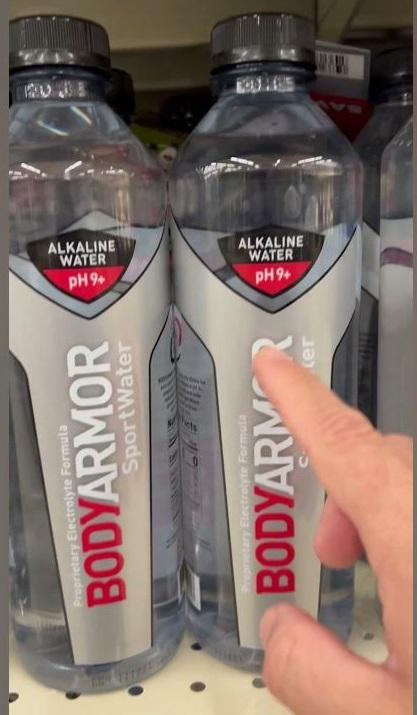 ALKALINE
WATER
pH 9+
BODYARMOR
SportWater
Proprietary Electrolyte Formula
ALKALINE
WATER
pH 9+
BODYARMOR
Proprietary Electrolyte Formula